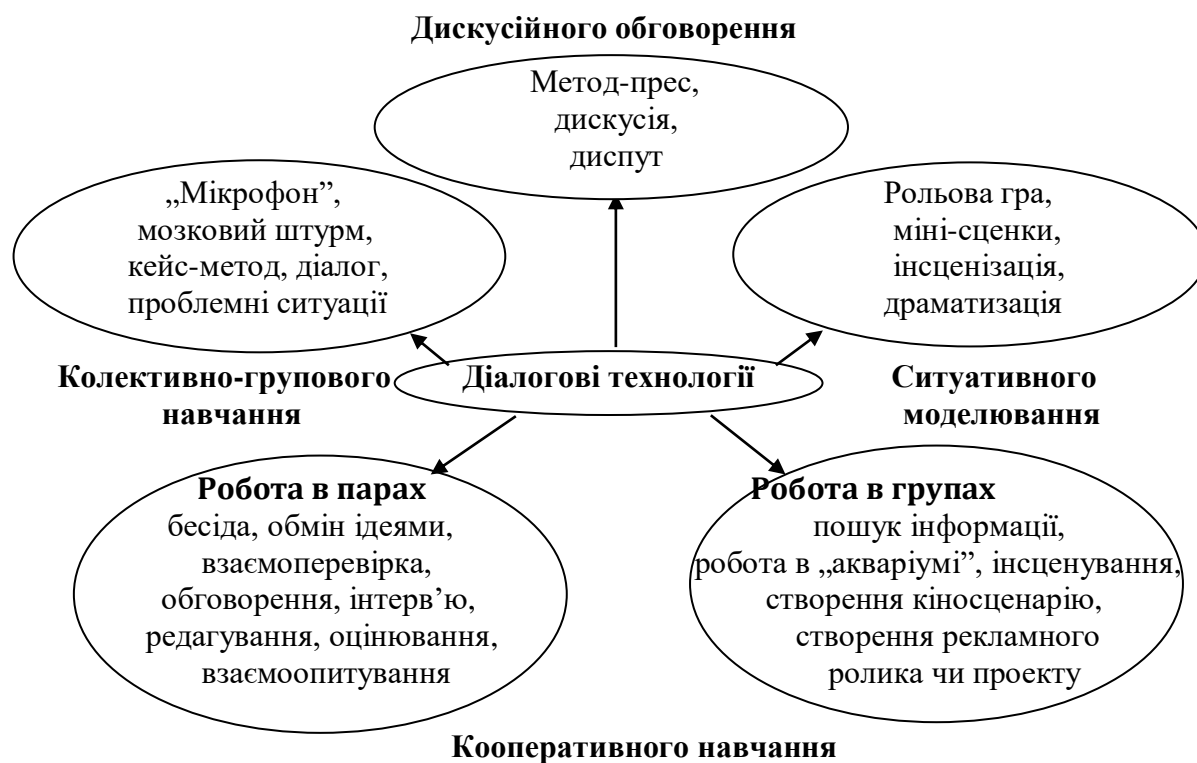 Дискусійного обговорення
Метод-прес,
дискусія,
диспут
„Мікрофон”,
мозковий штурм,
кейс-метод, діалог,
проблемні ситуації
Рольова гра,
міні-сценки,
інсценізація,
драматизація
Колективно-групового
навчання
Діалогові технології
Ситуативного
моделювання
Робота в парах
бесіда, обмін ідеями,
взаємоперевірка,
обговорення, інтерв’ю,
редагування, оцінювання,
взаємоопитування
Робота в групах
пошук інформації,
робота в „акваріумі”, інсценування,
створення кіносценарію,
створення рекламного
ролика чи проекту
Кооперативного навчання